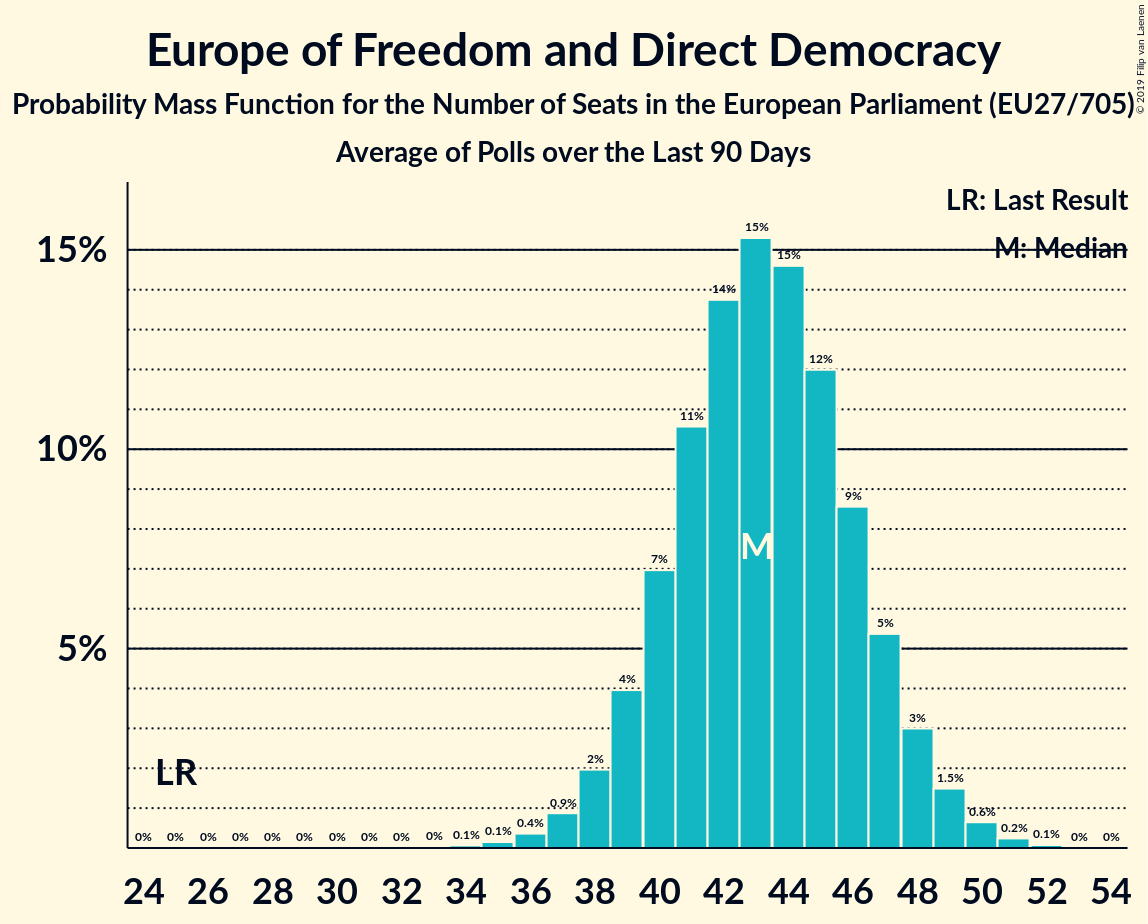 Europe of Freedom and Direct Democracy
Probability Mass Function for the Number of Seats in the European Parliament (EU27/705)
Average of Polls over the Last 90 Days
© 2019 Filip van Laenen
LR: Last Result
M: Median
15%
10%
5%
0% 0% 0% 0% 0% 0% 0% 0% 0% 0% 0.1% 0.1% 0.4% 0.9% 2% 4% 7% 11% 14% 15% 15% 12% 9% 5% 3% 1.5% 0.6% 0.2% 0.1% 0% 0%
M
LR
24 26 28 30 32 34 36 38 40 42 44 46 48 50 52 54